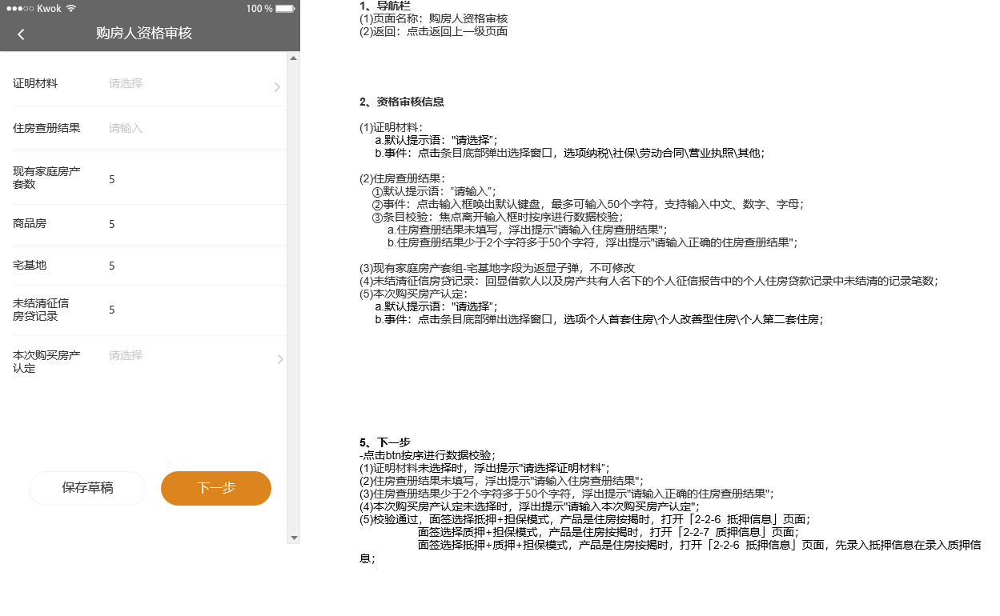 Kwok
100 %
购房人资格审核
证明材料
请选择
住房查册结果
请输入
现有家庭房产
套数
5
商品房
5
宅基地
5
未结清征信
房贷记录
5
本次购买房产
认定
请选择
保存草稿
下一步
1、导航栏
(1)页面名称：购房人资格审核
(2)返回：点击返回上一级页面
2、资格审核信息
(1)证明材料：
a.默认提示语："请选择”；
b.事件：点击条目底部弹出选择窗口，选项纳税\社保\劳动合同\营业执照\其他；
(2)住房查册结果：
①默认提示语：”请输入”；
②事件：点击输入框唤出默认键盘，最多可输入50个字符，支持输入中文、数字、字母；
③条目校验：焦点离开输入框时按序进行数据校验；
a.住房查册结果未填写，浮出提示"请输入住房查册结果"；
b.住房查册结果少于2个字符多于50个字符，浮出提示"请输入正确的住房查册结果"；
(3)现有家庭房产套组-宅基地字段为返显子弹，不可修改
(4)未结清征信房贷记录：回显借款人以及房产共有人名下的个人征信报告中的个人住房贷款记录中未结清的记录笔数；
(5)本次购买房产认定：
a.默认提示语："请选择”；
b.事件：点击条目底部弹出选择窗口，选项个人首套住房\个人改善型住房\个人第二套住房；
5、下一步
-点击btn按序进行数据校验；
(1)证明材料未选择时，浮出提示"请选择证明材料”；
(2)住房查册结果未填写，浮出提示"请输入住房查册结果"；
(3)住房查册结果少于2个字符多于50个字符，浮出提示"请输入正确的住房查册结果"；
(4)本次购买房产认定未选择时，浮出提示"请输入本次购买房产认定"；
(5)校验通过，面签选择抵押+担保模式，产品是住房按揭时，打开「2-2-6 抵押信息」页面；
面签选择质押+担保模式，产品是住房按揭时，打开「2-2-7 质押信息」页面；
面签选择抵押+质押+担保模式，产品是住房按揭时，打开「2-2-6 抵押信息」页面，先录入抵押信息在录入质押信
息；